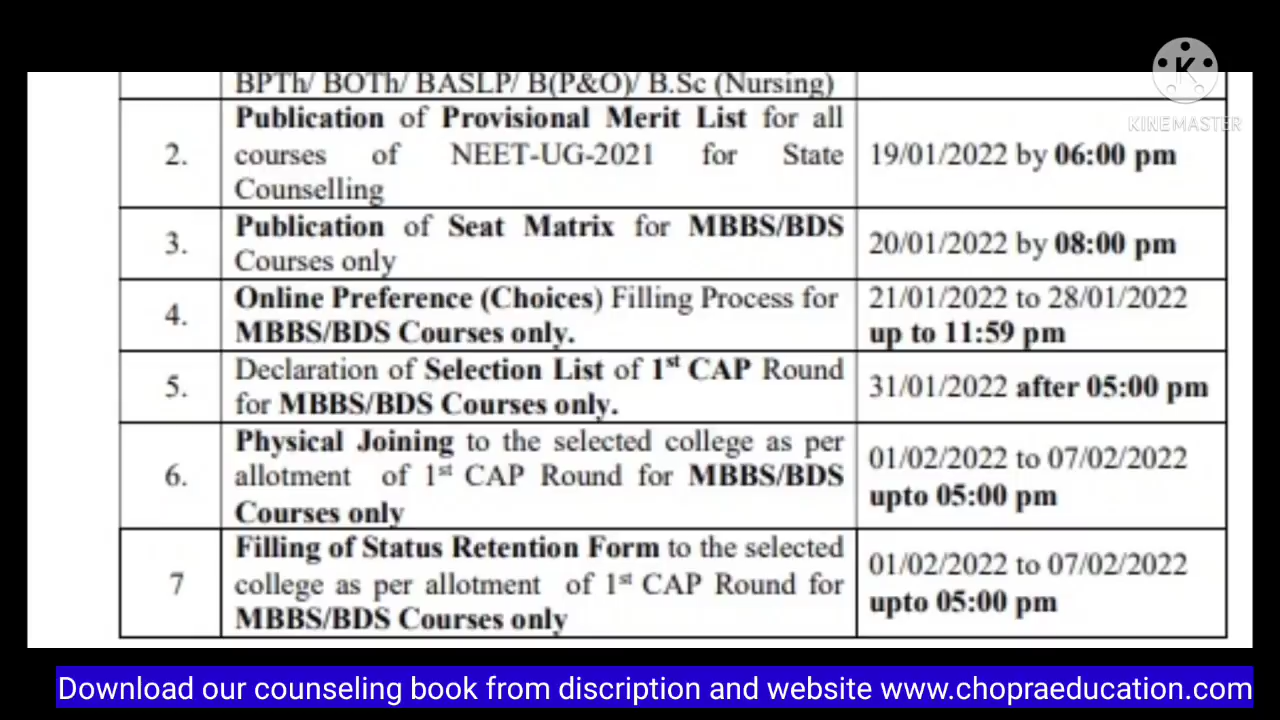 K
KINEMASTER
BPTh/ BOTh/ BASLP/ B(P&O)/ B.Sc (Nursing)
2.
Publication of Provisional Merit List for all
courses of NEET-UG-2021 for State
Counselling
19/01/2022 by 06:00 pm
3.
Publication of Seat Matrix for MBBS/BDS
Courses only
20/01/2022 by 08:00 pm
4.
Online Preference (Choices) Filling Process for
MBBS/BDS Courses only.
21/01/2022 to 28/01/2022
up to 11:59 pm
5.
Declaration of Selection List of 1st CAP Round
for MBBS/BDS Courses only.
31/01/2022 after 05:00 pm
6.
Physical Joining to the selected college as per
allotment of 1st CAP Round for MBBS/BDS
Courses only
01/02/2022 to 07/02/2022
upto 05:00 pm
7
Filling of Status Retention Form to the selected
college as per allotment of 1st CAP Round for
MBBS/BDS Courses only
01/02/2022 to 07/02/2022
upto 05:00 pm
Download our counseling book from discription and website www.chopraeducation.com